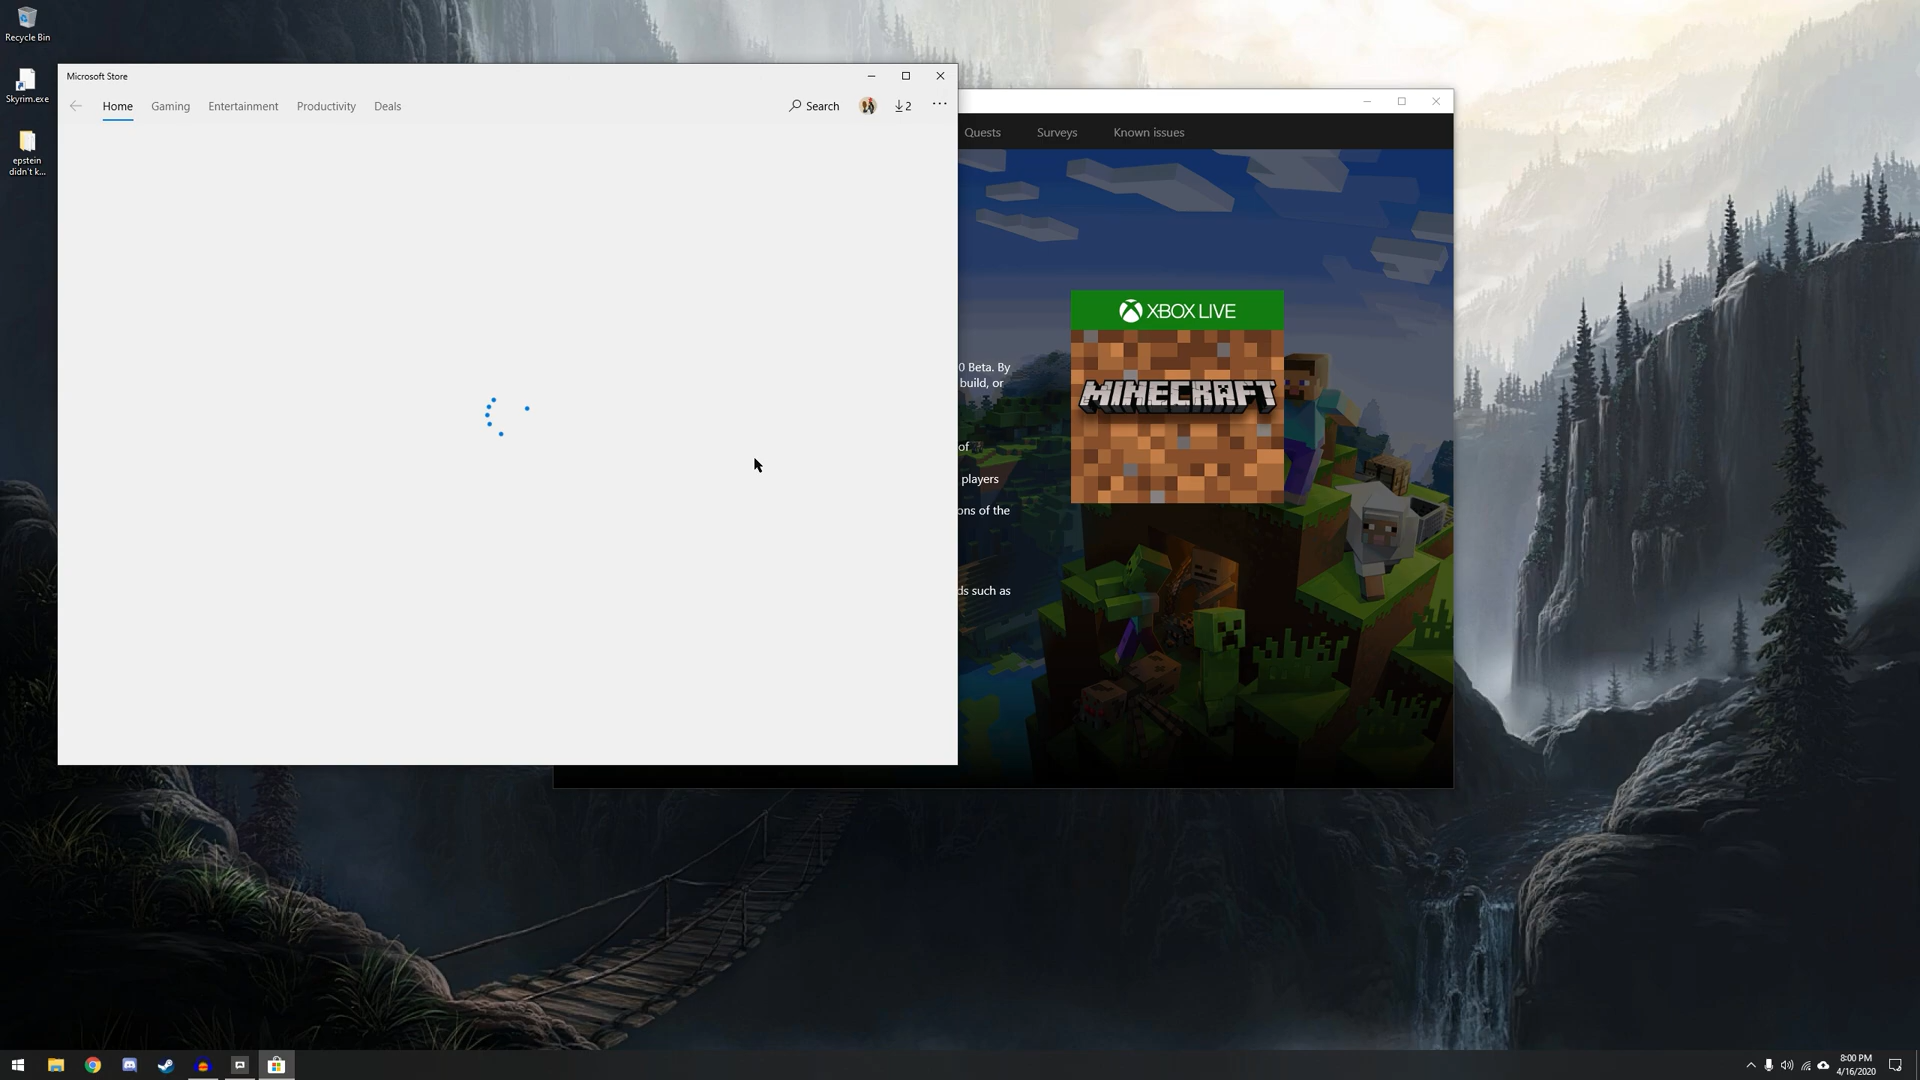 Recycle Bin
Skyrim.exe
epstein
didn't k...
Microsoft Store
Home
Gaming
Entertainment
Productivity
Deals
Search
2
Quests
Surveys
Known issues
0 Beta. By
build, or
of
players
ons of the
ds such as
XBOX LIVE
MINECRAFT
8:00 PM
4/16/2020